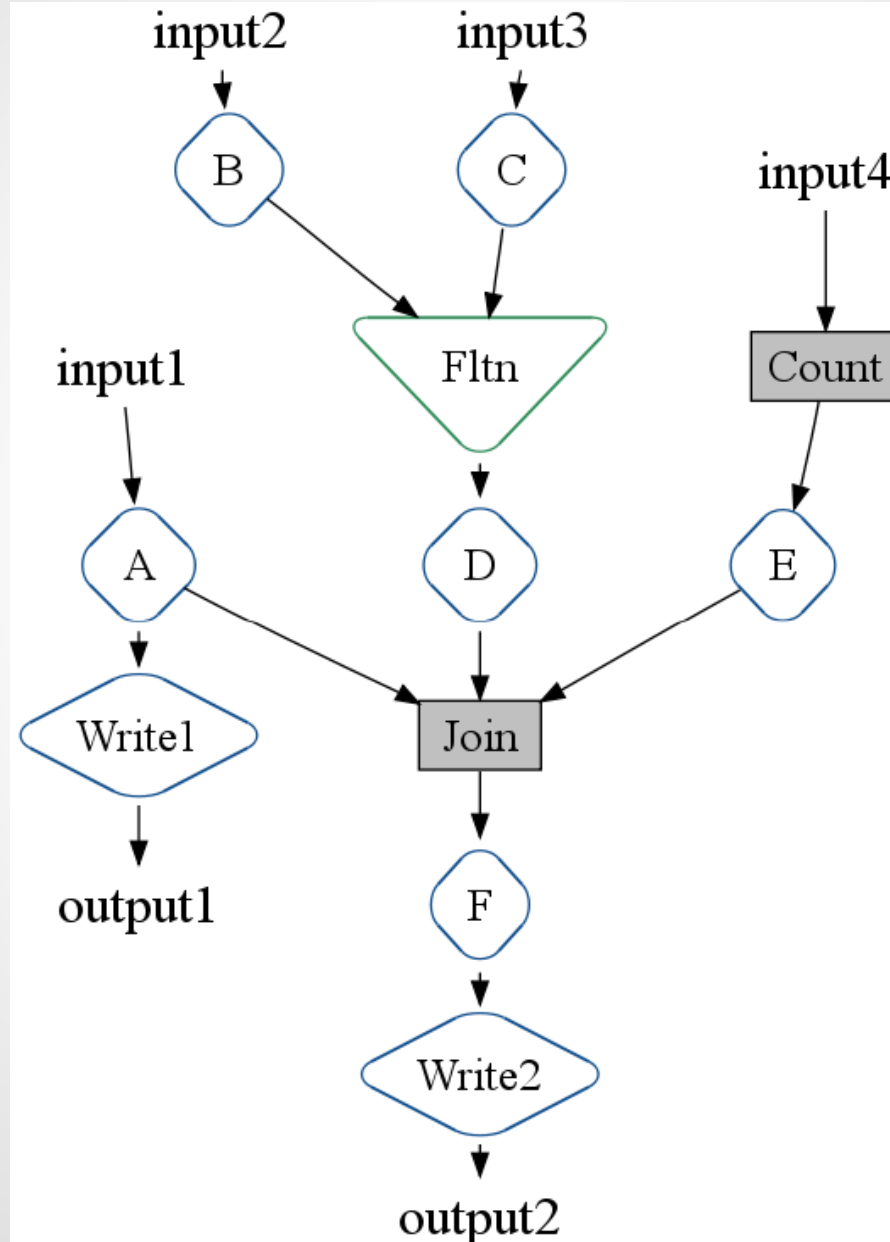 input2
input3
B
C
input4
Fltn
Count
input1
A
D
E
Write1
Join
output1
F
Write2
output2